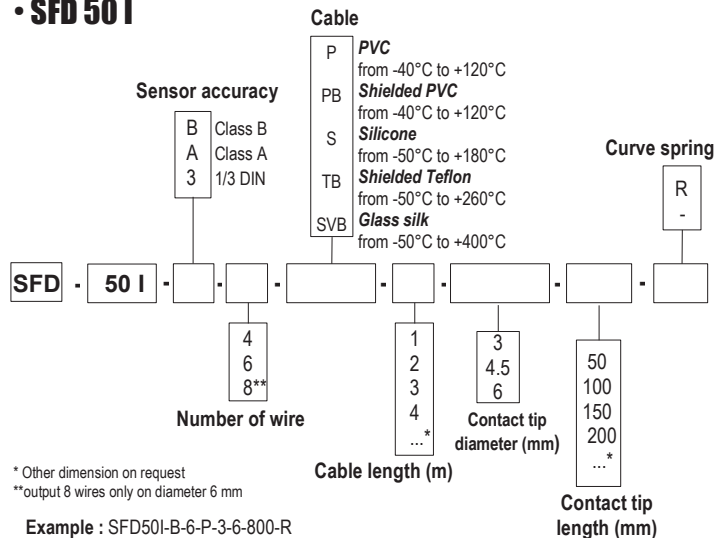 • SFD 50 I
Cable
P PVC
from -40°C to +120°C
PB Shielded PVC
from -40°C to +120°C
S Silicone
from -50°C to +180°C
TB Shielded Teflon
from -50°C to +260°C
SVB Glass silk
from -50°C to +400°C
Sensor accuracy
B Class B
A Class A
3 1/3 DIN
Curve spring
R
-
SFD - 50 I - - - - - - -
4
6
8**
Number of wire
1
2
3
4
...*
Cable length (m)
3
4.5
6
Contact tip
diameter (mm)
50
100
150
200
...*
Contact tip
length (mm)
* Other dimension on request
**output 8 wires only on diameter 6 mm
Example : SFD50I-B-6-P-3-6-800-R